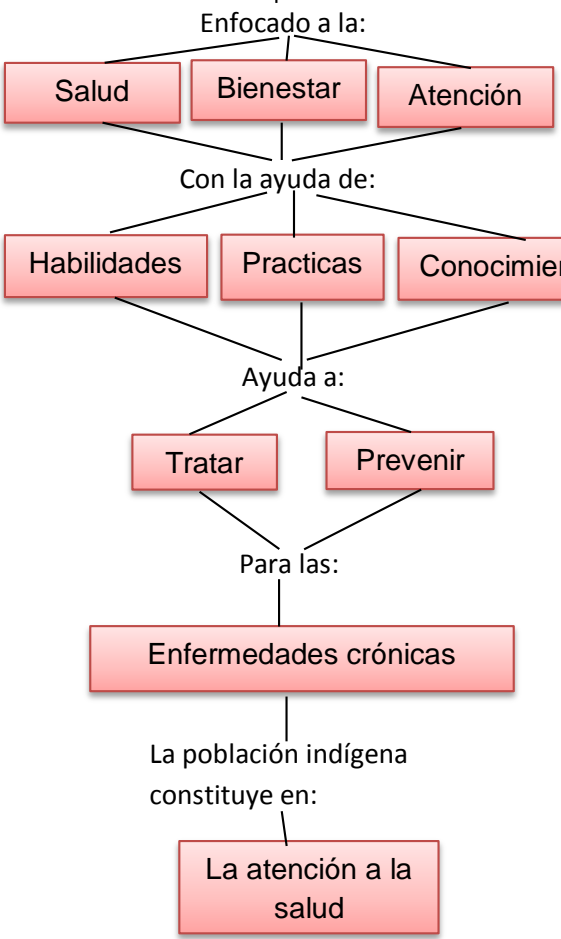 Enfocado a la:
Salud
Bienestar
Atención
Con la ayuda de:
Habilidades
Practicas
Ayuda a:
Tratar
Prevenir
Para las:
Enfermedades crónicas
La población indígena
constituye en:
La atención a la
salud